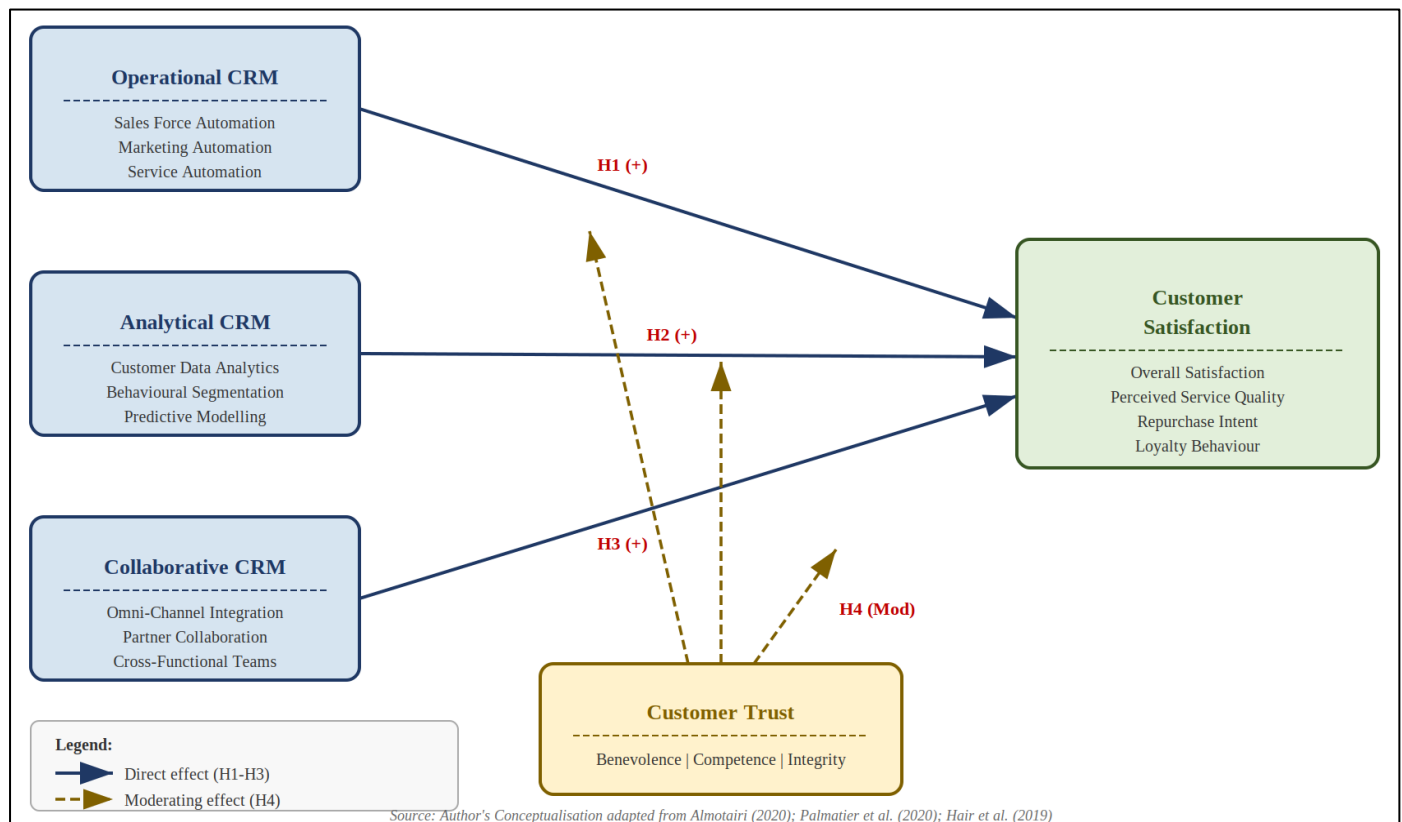 Operational CRM
Sales Force Automation
Marketing Automation
Service Automation
H1 (+)
Analytical CRM
Customer Data Analytics
Behavioural Segmentation
Predictive Modelling
H2 (+)
Customer
Satisfaction
Overall Satisfaction
Perceived Service Quality
Repurchase Intent
Loyalty Behaviour
Collaborative CRM
Omni-Channel Integration
Partner Collaboration
Cross-Functional Teams
H3 (+)
H4 (Mod)
Customer Trust
Benevolence | Competence | Integrity
Legend:
Direct effect (H1-H3)
Moderating effect (H4)
Source: Author's Conceptualisation adapted from Almotairi (2020); Palmatier et al. (2020); Hair et al. (2019)